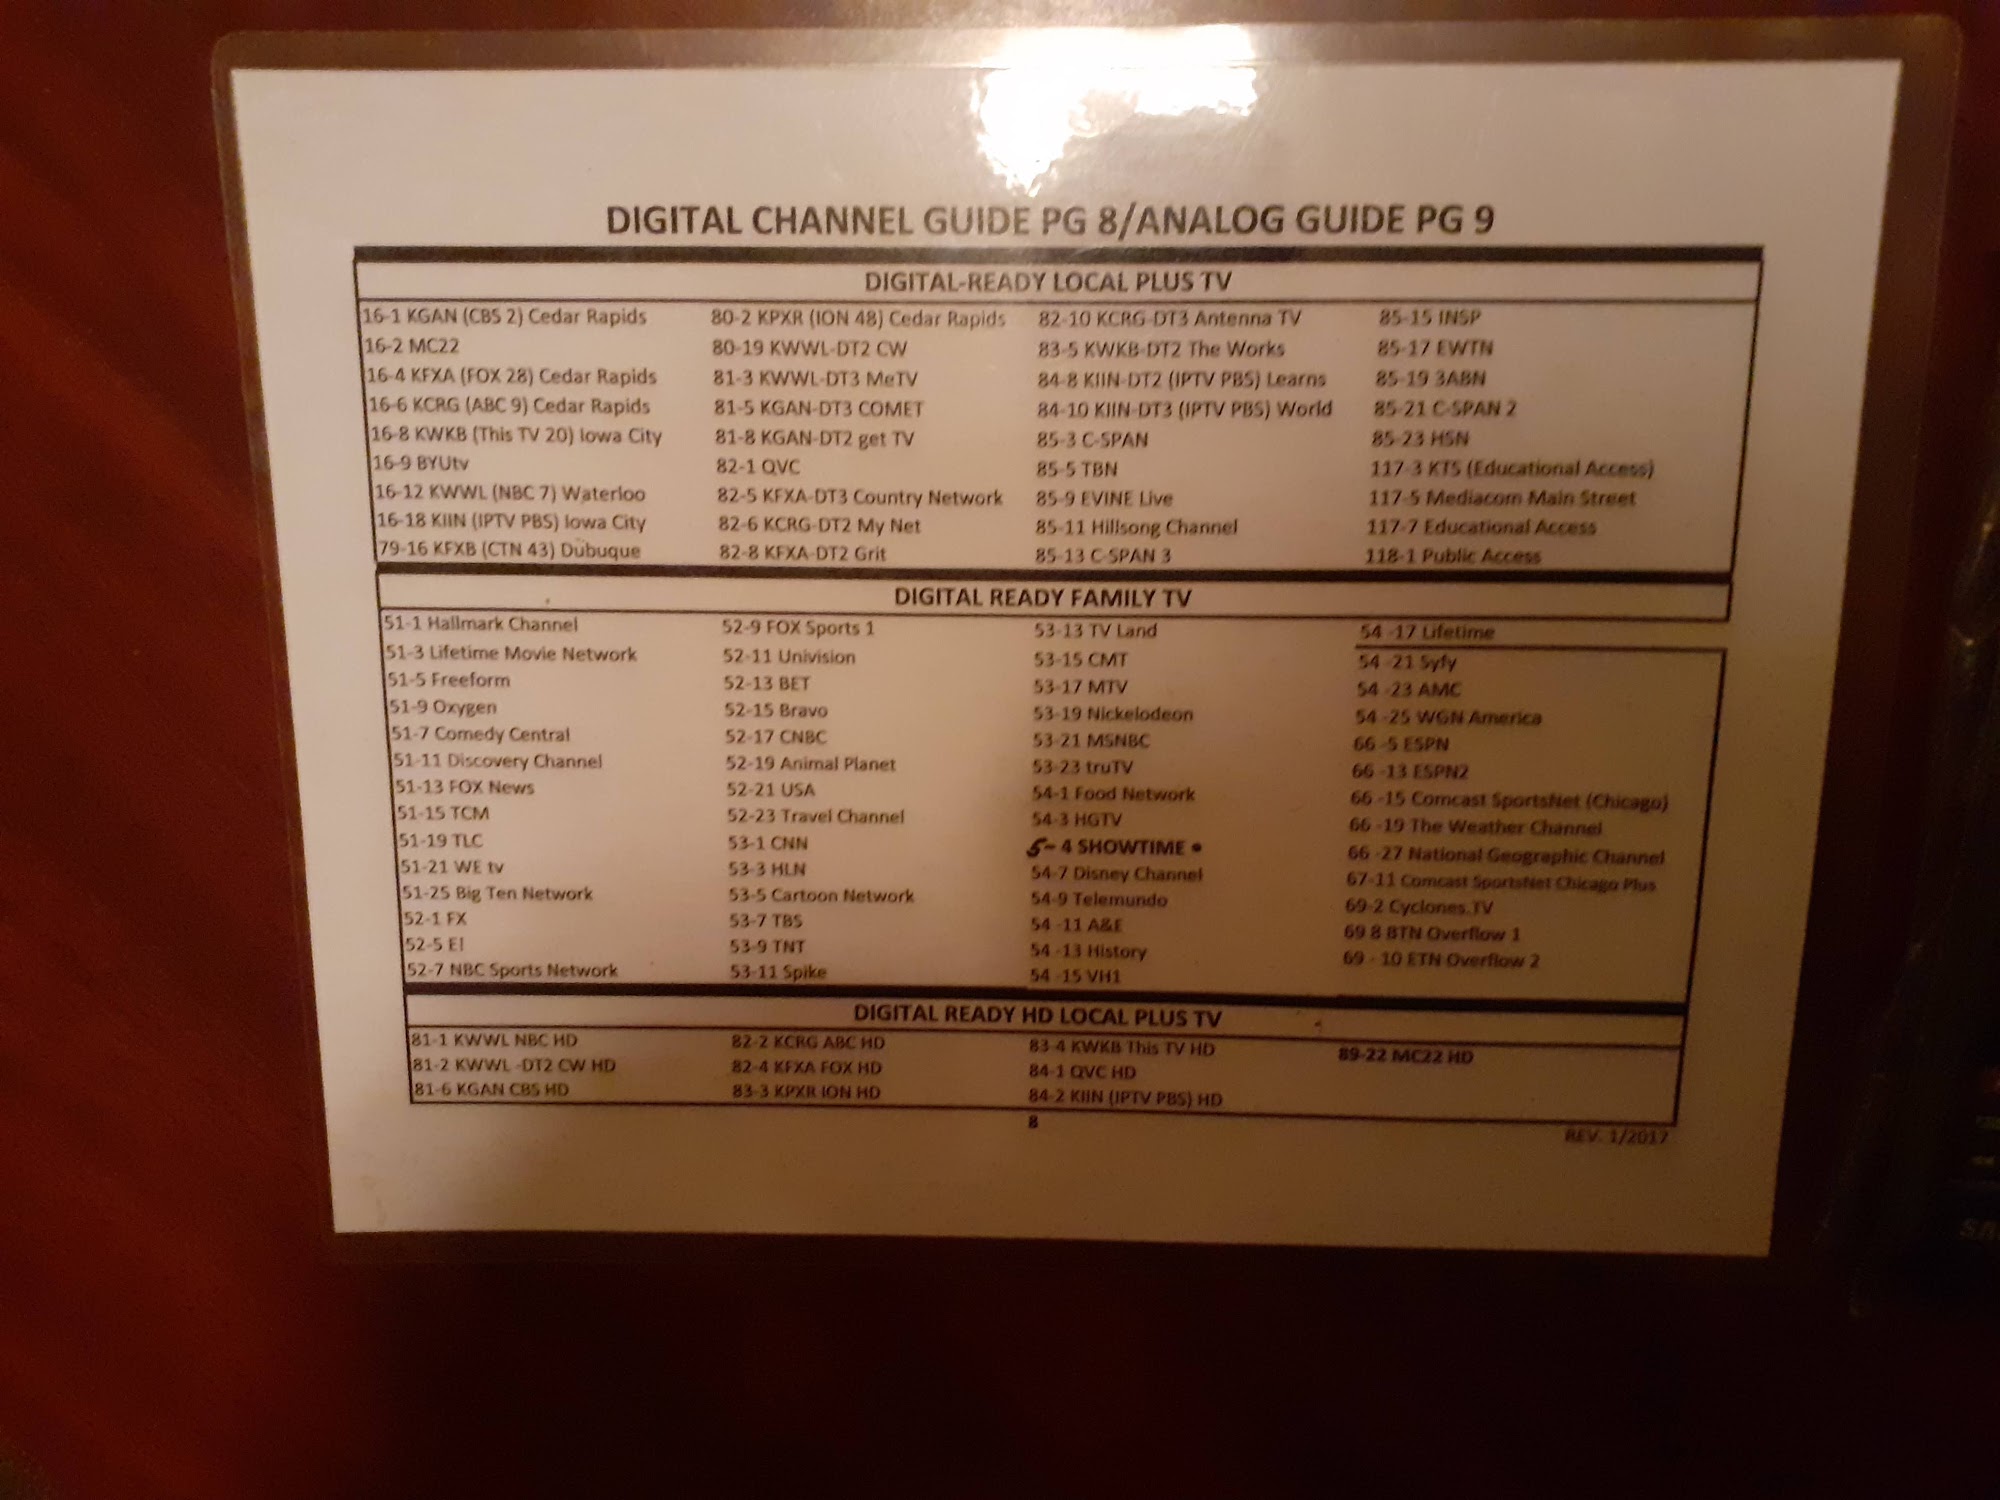 DIGITAL CHANNEL GUIDE PG 8/ANALOG GUIDE PG 9
DIGITAL-READY LOCAL PLUS TV
16-1 KGAN (CBS 2) Cedar Rapids
16-2 MC22
16-4 KFXA (FOX 28) Cedar Rapids
16-6 KCRG (ABC 9) Cedar Rapids
16-8 KWKB (This TV 20) Iowa City
16-9 BYUtv
16-12 KWWL (NBC 7) Waterloo
16-18 KIIN (IPTV PBS) Iowa City
79-16 KFXB (CTN 43) Dubuque
80-2 KPXR (ION 48) Cedar Rapids
80-19 KWWL-DT2 CW
81-3 KWWL-DT3 MeTV
81-5 KGAN-DT3 COMET
81-8 KGAN-DT2 get TV
82-1 QVC
82-5 KFXA-DT3 Country Network
82-6 KCRG-DT2 My Net
82-8 KFXA-DT2 Grit
82-10 KCRG-DT3 Antenna TV
83-5 KWKB-DT2 The Works
84-8 KIIN-DT2 (IPTV PBS) Learns
84-10 KIIN-DT3 (IPTV PBS) World
85-3 C-SPAN
85-5 TBN
85-9 EVINE Live
85-11 Hillsong Channel
85-13 C-SPAN 3
85-15 INSP
85-17 EWTN
85-19 3ABN
85-21 C-SPAN 2
85-23 HSN
117-3 KTS (Educational Access)
117-5 Mediacom Main Street
117-7 Educational Access
118-1 Public Access
DIGITAL READY FAMILY TV
51-1 Hallmark Channel
51-3 Lifetime Movie Network
51-5 Freeform
51-9 Oxygen
51-7 Comedy Central
51-11 Discovery Channel
51-13 FOX News
51-15 TCM
51-19 TLC
51-21 WE tv
51-25 Big Ten Network
52-1 FX
52-5 E!
52-7 NBC Sports Network
52-9 FOX Sports 1
52-11 Univision
52-13 BET
52-15 Bravo
52-17 CNBC
52-19 Animal Planet
52-21 USA
52-23 Travel Channel
53-1 CNN
53-3 HLN
53-5 Cartoon Network
53-7 TBS
53-9 TNT
53-11 Spike
53-13 TV Land
53-15 CMT
53-17 MTV
53-19 Nickelodeon
53-21 MSNBC
53-23 truTV
54-1 Food Network
54-3 HGTV
5-4 SHOWTIME •
54-7 Disney Channel
54-9 Telemundo
54 -11 A&E
54 -13 History
54 -15 VH1
54 -17 Lifetime
54 -21 Syfy
54 -23 AMC
54 -25 WGN America
66 -5 ESPN
66 -13 ESPN2
66 -15 Comcast SportsNet (Chicago)
66 -19 The Weather Channel
66 -27 National Geographic Channel
67-11 Comcast SportsNet Chicago Plus
69-2 Cyclones.TV
69 8 BTN Overflow 1
69 - 10 ETN Overflow 2
DIGITAL READY HD LOCAL PLUS TV
81-1 KWWL NBC HD
81-2 KWWL -DT2 CW HD
81-6 KGAN CBS HD
82-2 KCRG ABC HD
82-4 KFXA FOX HD
83-3 KPXR ION HD
83-4 KWKB This TV HD
84-1 QVC HD
84-2 KIIN (IPTV PBS) HD
89-22 MC22 HD
8
REV. 1/2017